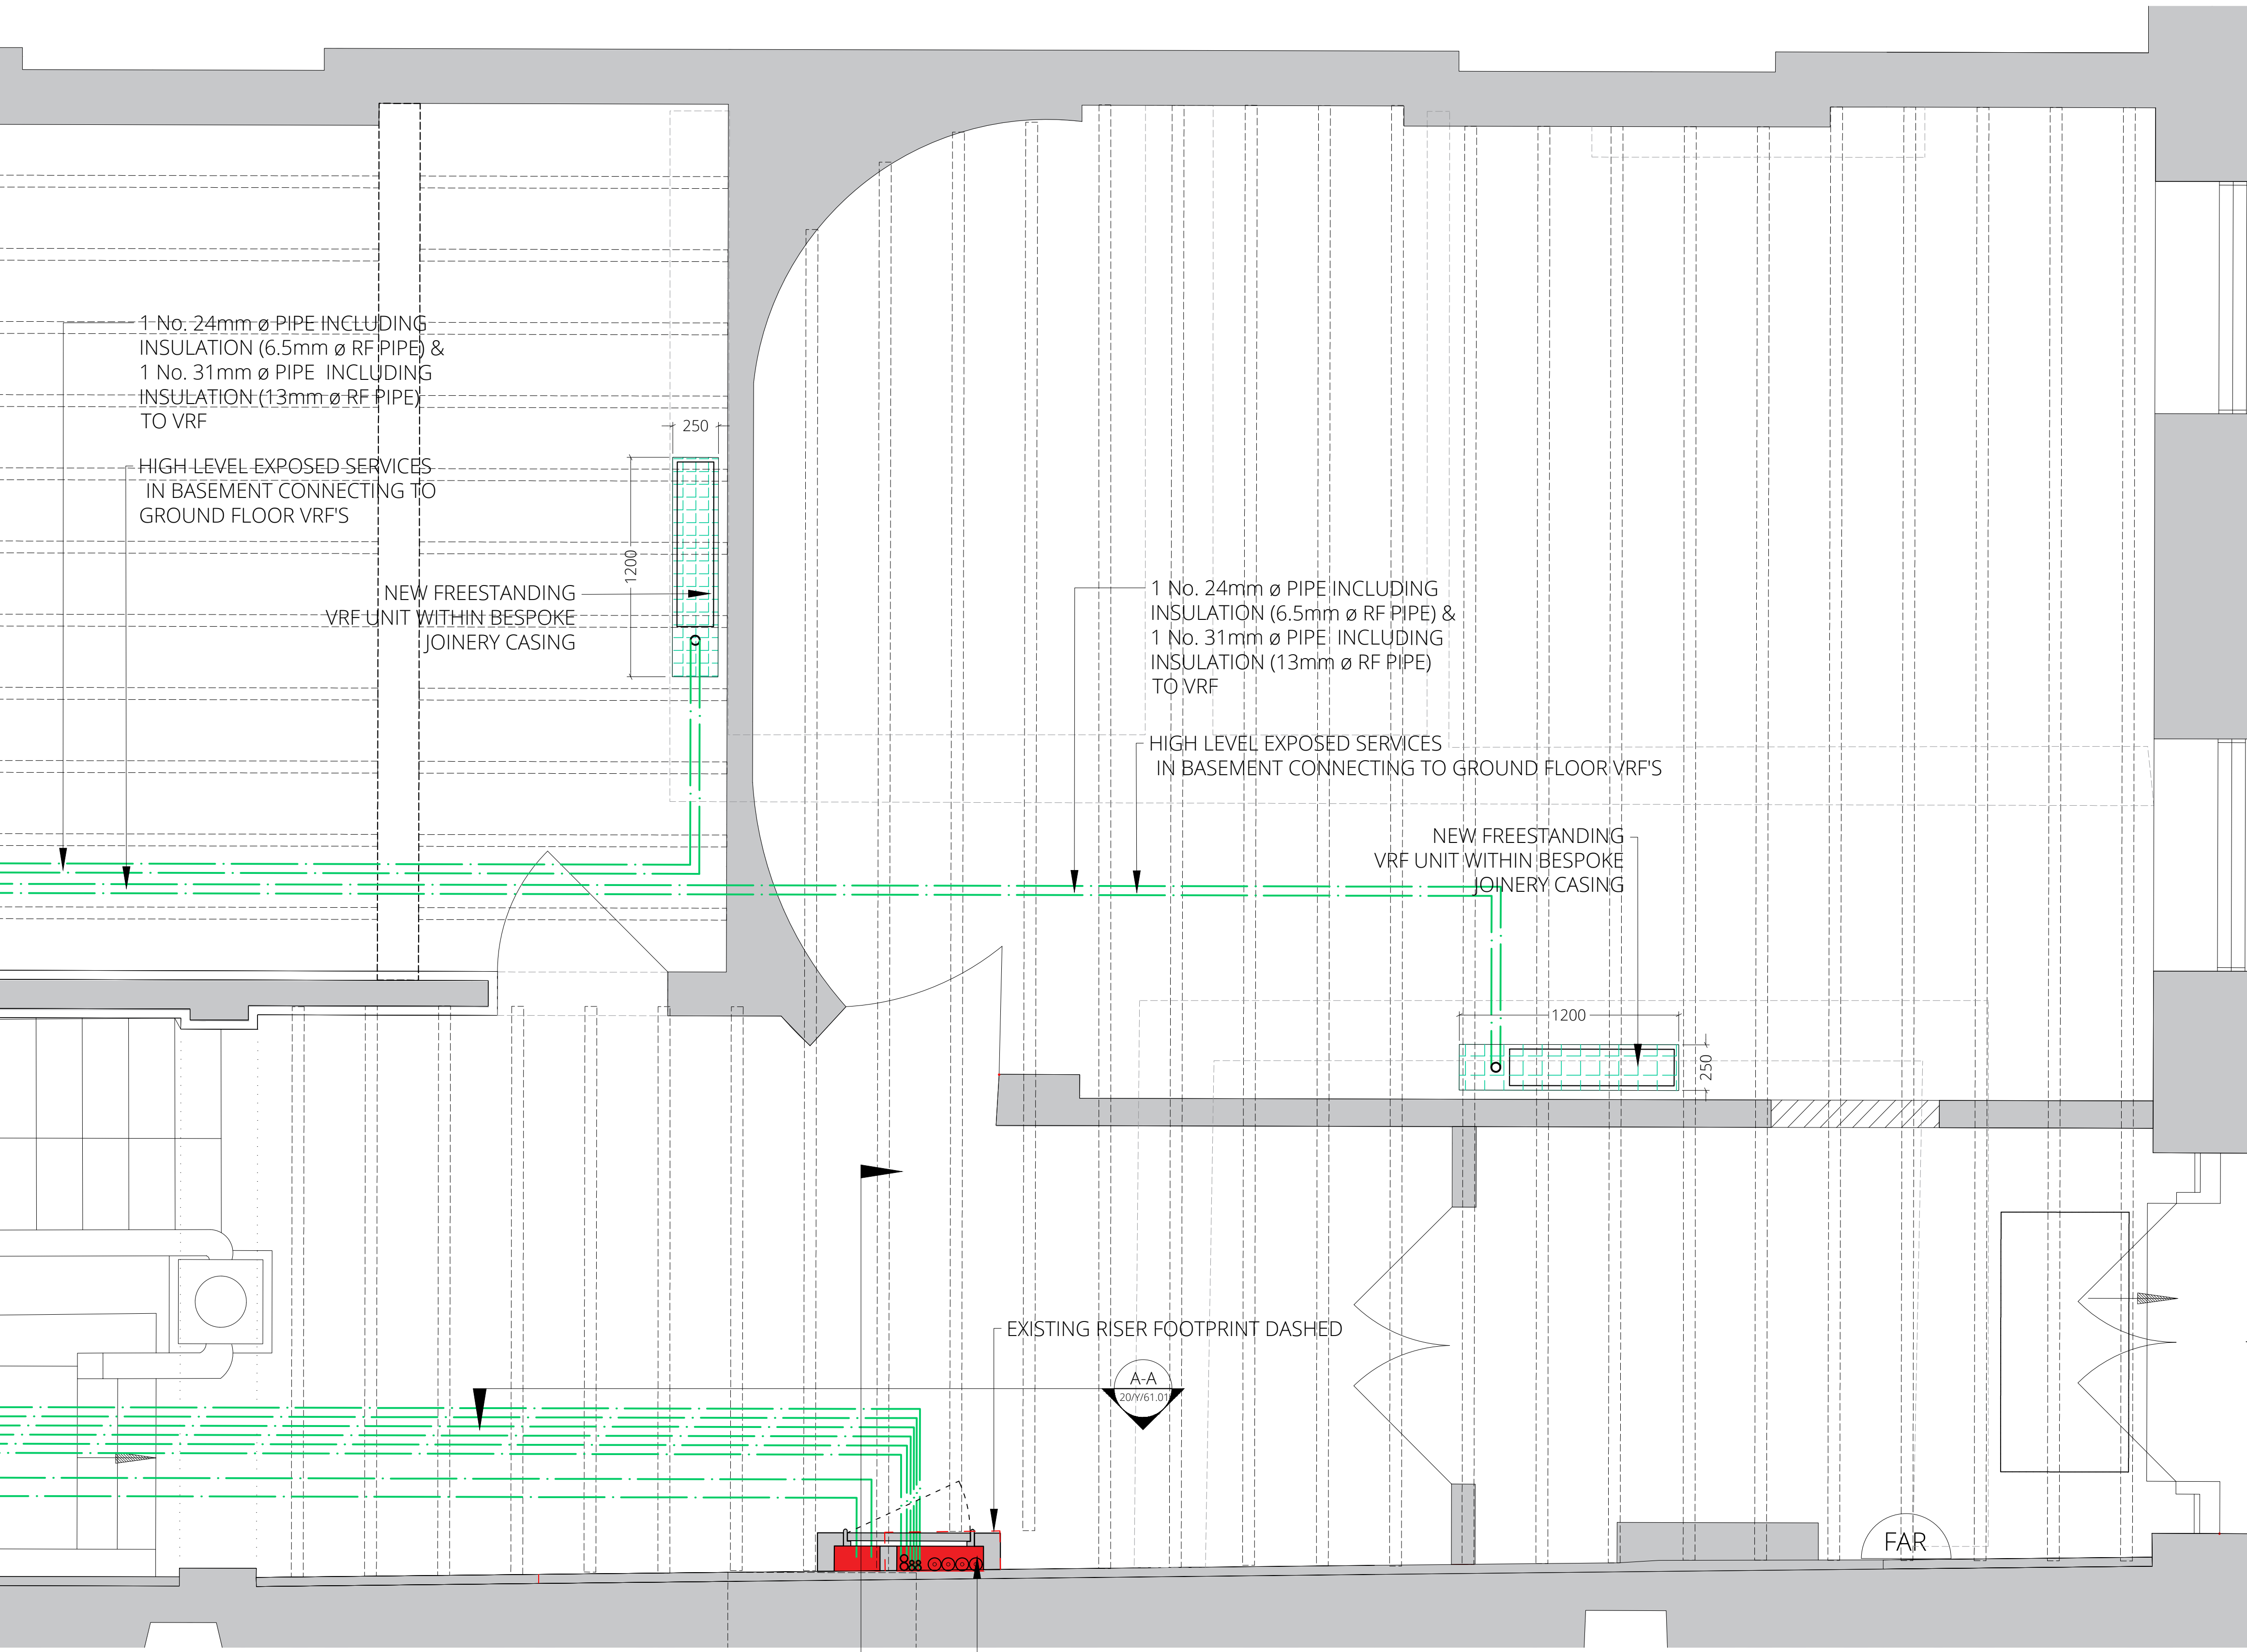 1 No. 24mm ø PIPE INCLUDING
INSULATION (6.5mm ø RF PIPE) &
1 No. 31mm ø PIPE INCLUDING
INSULATION (13mm ø RF PIPE)
TO VRF
HIGH LEVEL EXPOSED SERVICES
IN BASEMENT CONNECTING TO
GROUND FLOOR VRF'S
250
1200
NEW FREESTANDING
VRF UNIT WITHIN BESPOKE
JOINERY CASING
1 No. 24mm ø PIPE INCLUDING
INSULATION (6.5mm ø RF PIPE) &
1 No. 31mm ø PIPE INCLUDING
INSULATION (13mm ø RF PIPE)
TO VRF
HIGH LEVEL EXPOSED SERVICES
IN BASEMENT CONNECTING TO GROUND FLOOR VRF'S
NEW FREESTANDING
VRF UNIT WITHIN BESPOKE
JOINERY CASING
1200
250
EXISTING RISER FOOTPRINT DASHED
A-A
20/Y/61.01
FAR